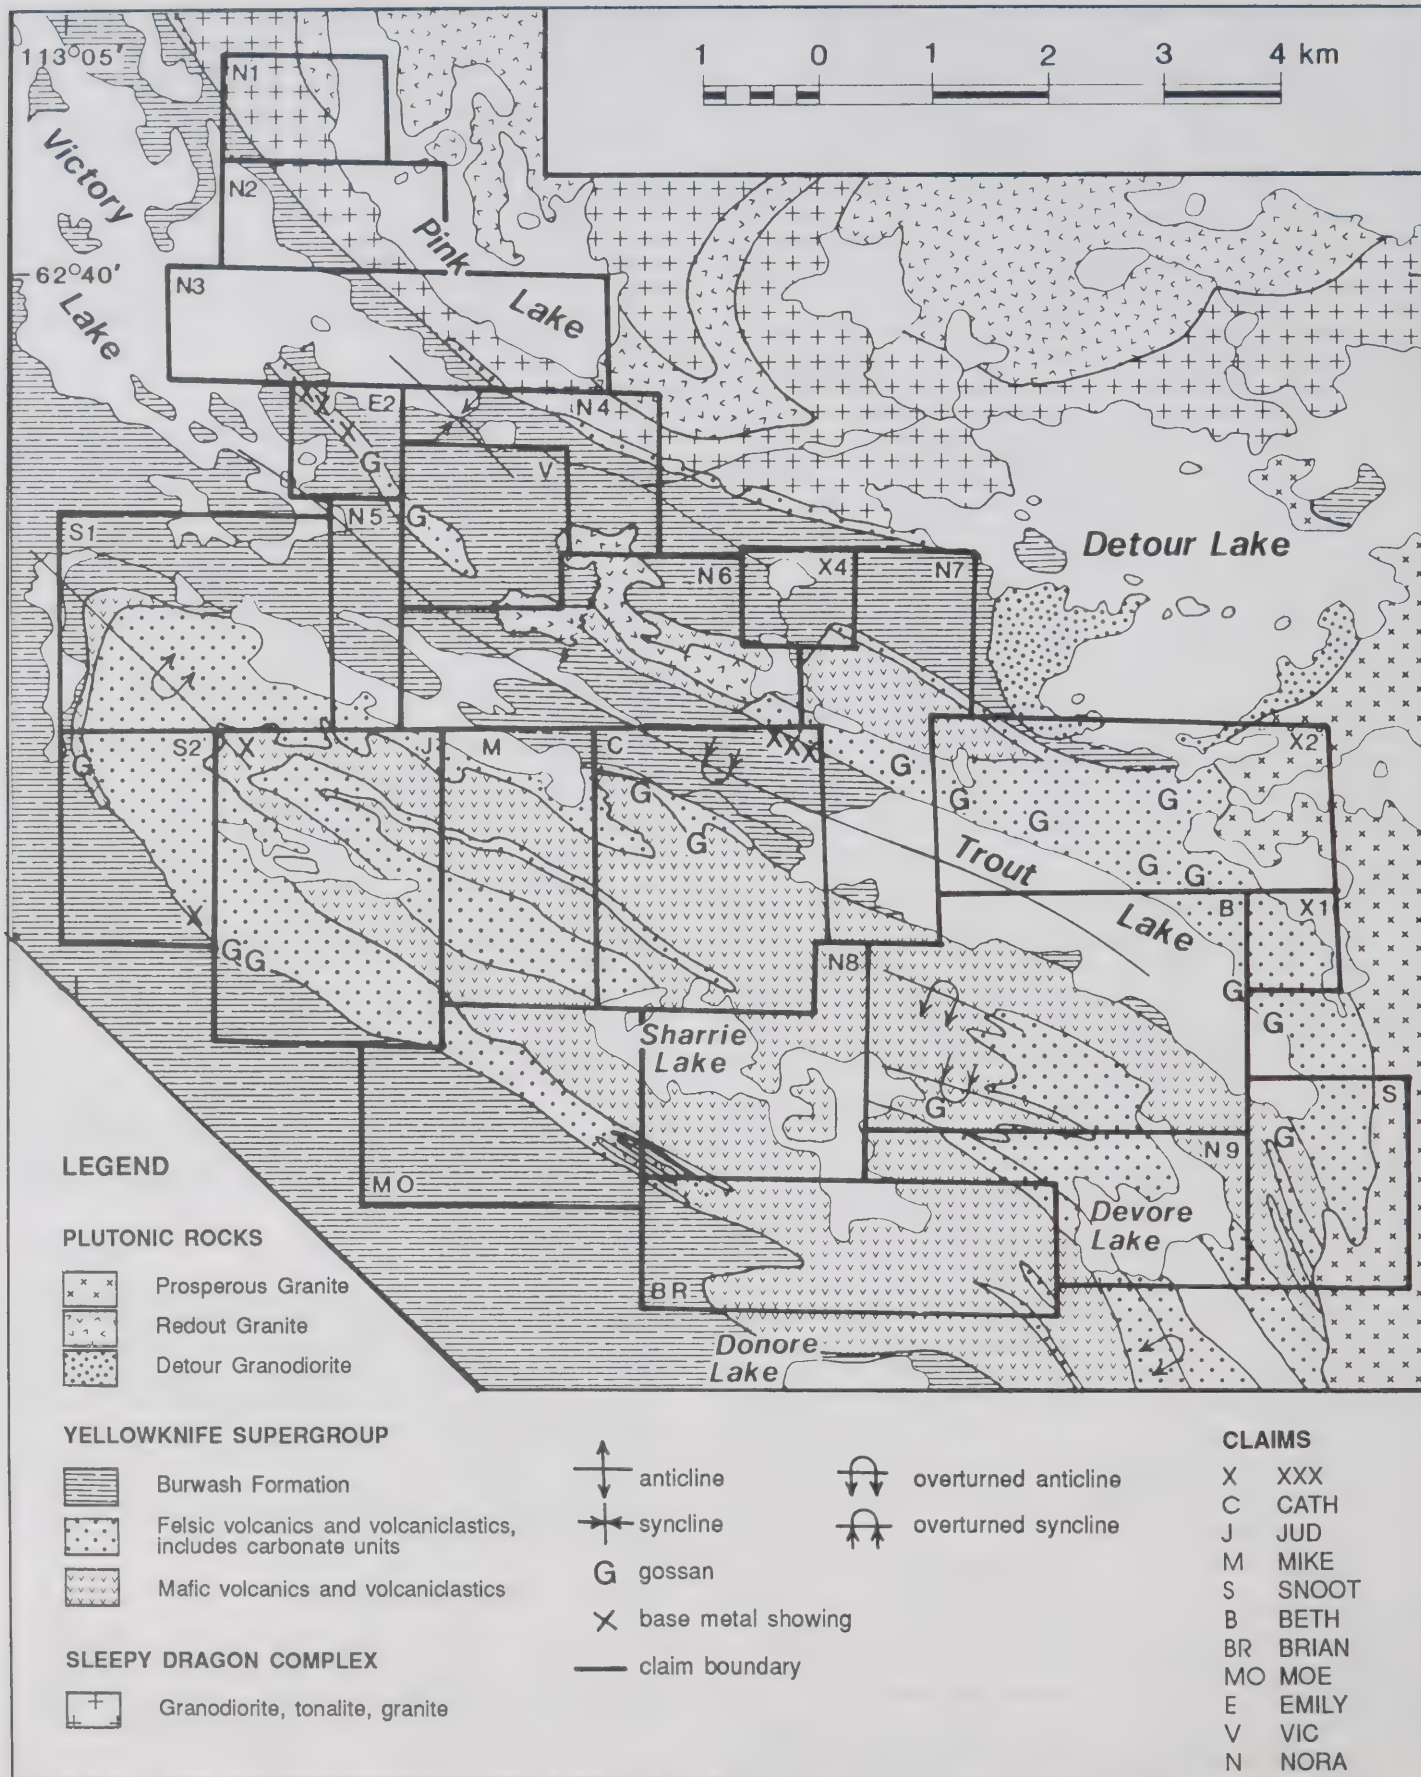 113°05'
1 0 1 2 3 4 km
N1
Victory
Lake
N2
Pink
Lake
62°40'
N3
E2
N4
X
X
X
G
V
N5
G
S1
Detour Lake
N6
X4
N7
G
S2
X
J
M
C
X
X
X
G
G
G
X2
G
G
G
G
G
Trout
Lake
X
B
X1
G
G
N8
G
G
Sharrie
Lake
G
S
G
N9
MO
Devore
Lake
BR
Donore
Lake
LEGEND
PLUTONIC ROCKS
Prosperous Granite
Redout Granite
Detour Granodiorite
YELLOWKNIFE SUPERGROUP
Burwash Formation
Felsic volcanics and volcaniclastics,
includes carbonate units
Mafic volcanics and volcaniclastics
SLEEPY DRAGON COMPLEX
Granodiorite, tonalite, granite
anticline
syncline
G gossan
X base metal showing
claim boundary
overturned anticline
overturned syncline
CLAIMS
X XXX
C CATH
J JUD
M MIKE
S SNOOT
B BETH
BR BRIAN
MO MOE
E EMILY
V VIC
N NORA